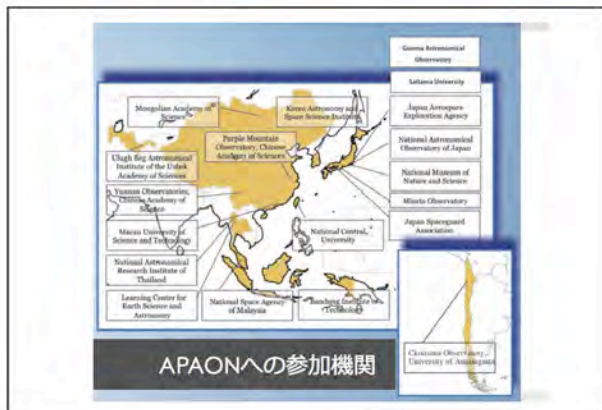 Gunma Astronomical
Observatory
Saitama University
Mongolian Academy of
Science
Korea Astronomy and
Space Science Institute
Japan Aerospace
Exploration Agency
Purple Mountain
Observatory, Chinese
Academy of Sciences
National Astronomical
Observatory of Japan
Ulugh Beg Astronomical
Institute of the Uzbek
Academy of Sciences
National Museum of
Nature and Science
Yunnan Observatories,
Chinese Academy of
Science
Observatory
Macau University of
Science and Technology
National Central
University
Japan Spaceguard
Association
National Astronomical
Research Institute of
Thailand
Learning Center for
Earth Science and
Astronomy
National Space Agency
of Malaysia
Bandung Institute of
Technology
Observatory,
University of
APAONへの参加機関